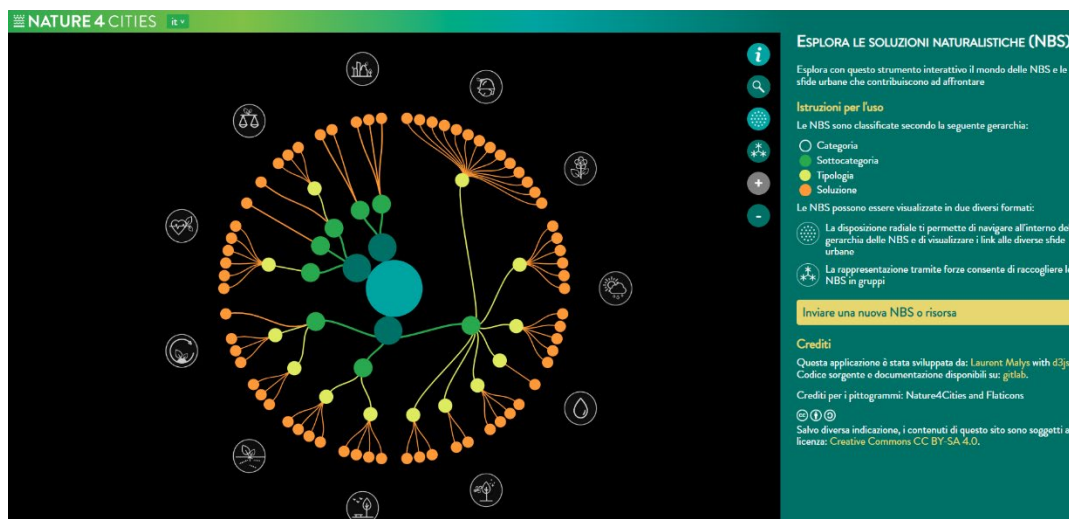 NATURE 4 CITIES it
ESPLORA LE SOLUZIONI NATURALISTICHE (NBS)
Esplora con questo strumento interattivo il mondo delle NBS e le
sfide urbane che contribuiscono ad affrontare
Istruzioni per l'uso
Le NBS sono classificate secondo la seguente gerarchia:
Categoria
Sottocategoria
Tipologia
Soluzione
Le NBS possono essere visualizzate in due diversi formati:
La disposizione radiale ti permette di navigare all'interno
gerarchia delle NBS e di visualizzare i link alle diverse sfide
urbane
La rappresentazione tramite forze consente di raccogliere
NBS in gruppi
Inviare una nuova NBS o risorsa
Crediti
Questa applicazione è stata sviluppata da: Laurent Malys with d3js
Codice sorgente e documentazione disponibili su: gitlab.
Crediti per i pittogrammi: Nature4Cities and Flaticons
Salvo diversa indicazione, i contenuti di questo sito sono soggetti a
licenza: Creative Commons CC BY-SA 4.0.
i
+
-